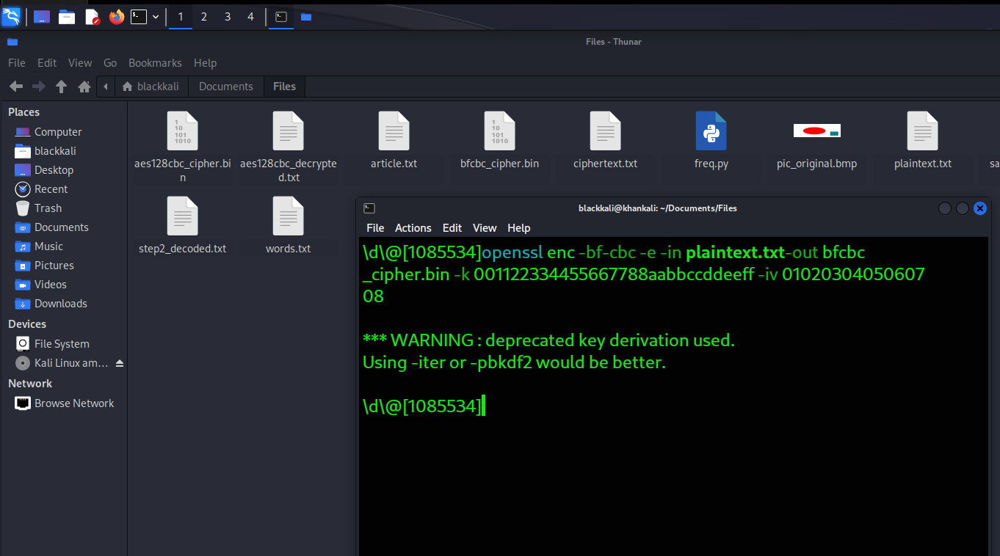 1 2 3 4
Files - Thunar
File Edit View Go Bookmarks Help
blackkali Documents Files
Places
Computer
blackkali
Desktop
Recent
Trash
Documents
Music
Pictures
Videos
Downloads
Devices
File System
Kali Linux am...
Network
Browse Network
aes128cbc_cipher.bi
n
aes128cbc_decrypte
d.txt
article.txt
bfcbc_cipher.bin
ciphertext.txt
freq.py
pic_original.bmp
plaintext.txt
sa
step2_decoded.txt
words.txt
blackkali@khankali: ~/Documents/Files
File Actions Edit View Help
\d\@[1085534]openssl enc -bf-cbc -e -in plaintext.txt-out bfcbc
_cipher.bin -k 00112233445566778​8aabbccddeeff -iv 01020304050607
08
*** WARNING : deprecated key derivation used.
Using -iter or -pbkdf2 would be better.
\d\@[1085534]